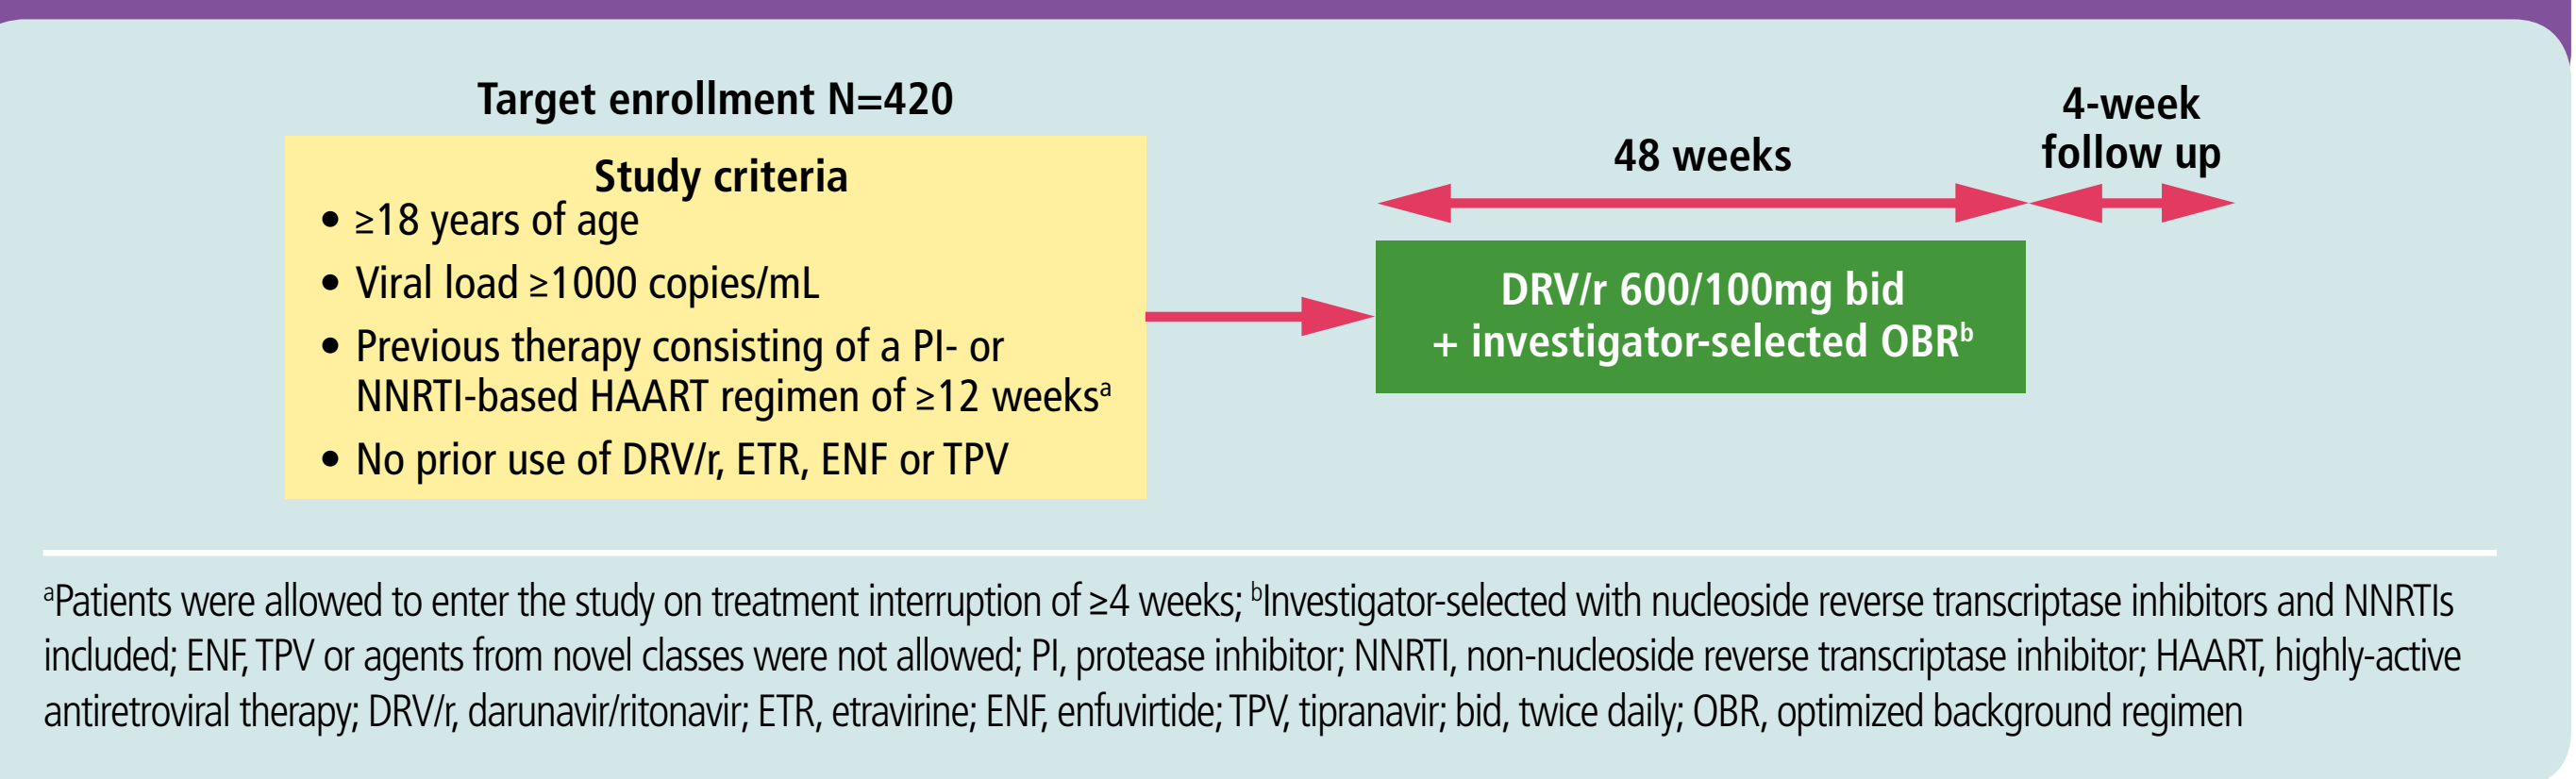 Target enrollment N=420
Study criteria
• ≥18 years of age
• Viral load ≥1000 copies/mL
• Previous therapy consisting of a PI- or
NNRTI-based HAART regimen of ≥12 weeksᵃ
• No prior use of DRV/r, ETR, ENF or TPV
48 weeks
4-week
follow up
DRV/r 600/100mg bid
+ investigator-selected OBRᵇ
ᵃPatients were allowed to enter the study on treatment interruption of ≥4 weeks; ᵇInvestigator-selected with nucleoside reverse transcriptase inhibitors and NNRTIs
included; ENF, TPV or agents from novel classes were not allowed; PI, protease inhibitor; NNRTI, non-nucleoside reverse transcriptase inhibitor; HAART, highly-active
antiretroviral therapy; DRV/r, darunavir/ritonavir; ETR, etravirine; ENF, enfuvirtide; TPV, tipranavir; bid, twice daily; OBR, optimized background regimen